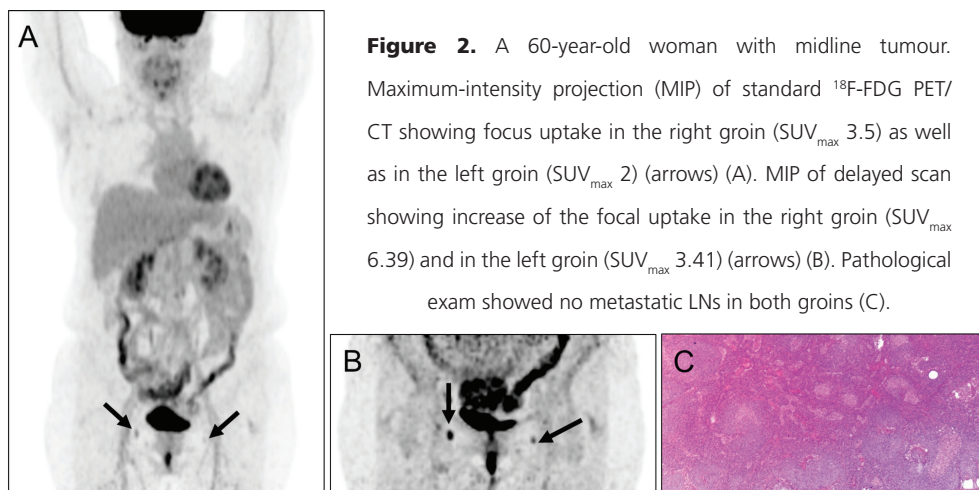 A
Figure 2. A 60-year-old woman with midline tumour.
Maximum-intensity projection (MIP) of standard ¹⁸F-FDG PET/
CT showing focus uptake in the right groin (SUVₘₐₓ 3.5) as well
as in the left groin (SUVₘₐₓ 2) (arrows) (A). MIP of delayed scan
showing increase of the focal uptake in the right groin (SUVₘₐₓ
6.39) and in the left groin (SUVₘₐₓ 3.41) (arrows) (B). Pathological
exam showed no metastatic LNs in both groins (C).
B
C